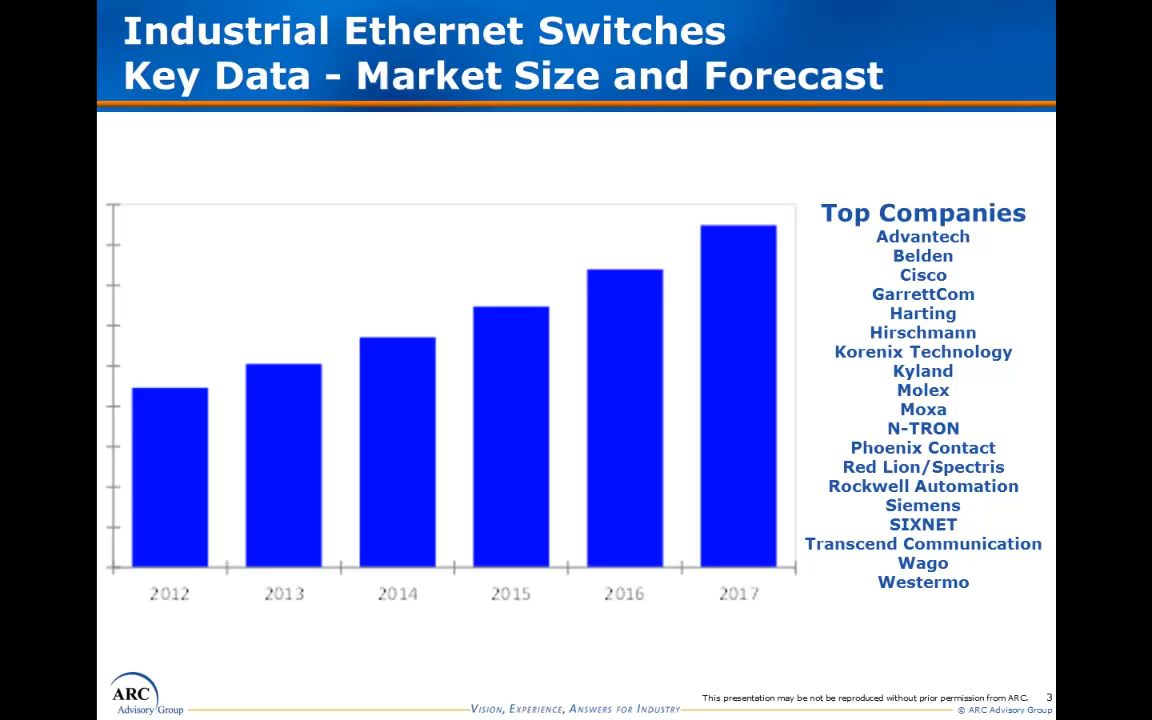 Industrial Ethernet Switches
Key Data - Market Size and Forecast
2012 2013 2014 2015 2016 2017
Top Companies
Advantech
Belden
Cisco
GarrettCom
Harting
Hirschmann
Korenix Technology
Kyland
Molex
Moxa
N-TRON
Phoenix Contact
Red Lion/Spectris
Rockwell Automation
Siemens
SIXNET
Transcend Communication
Wago
Westermo
ARC
Advisory Group
VISION, EXPERIENCE, ANSWERS FOR INDUSTRY
This presentation may be not be reproduced without prior permission from ARC. 3
© ARC Advisory Group